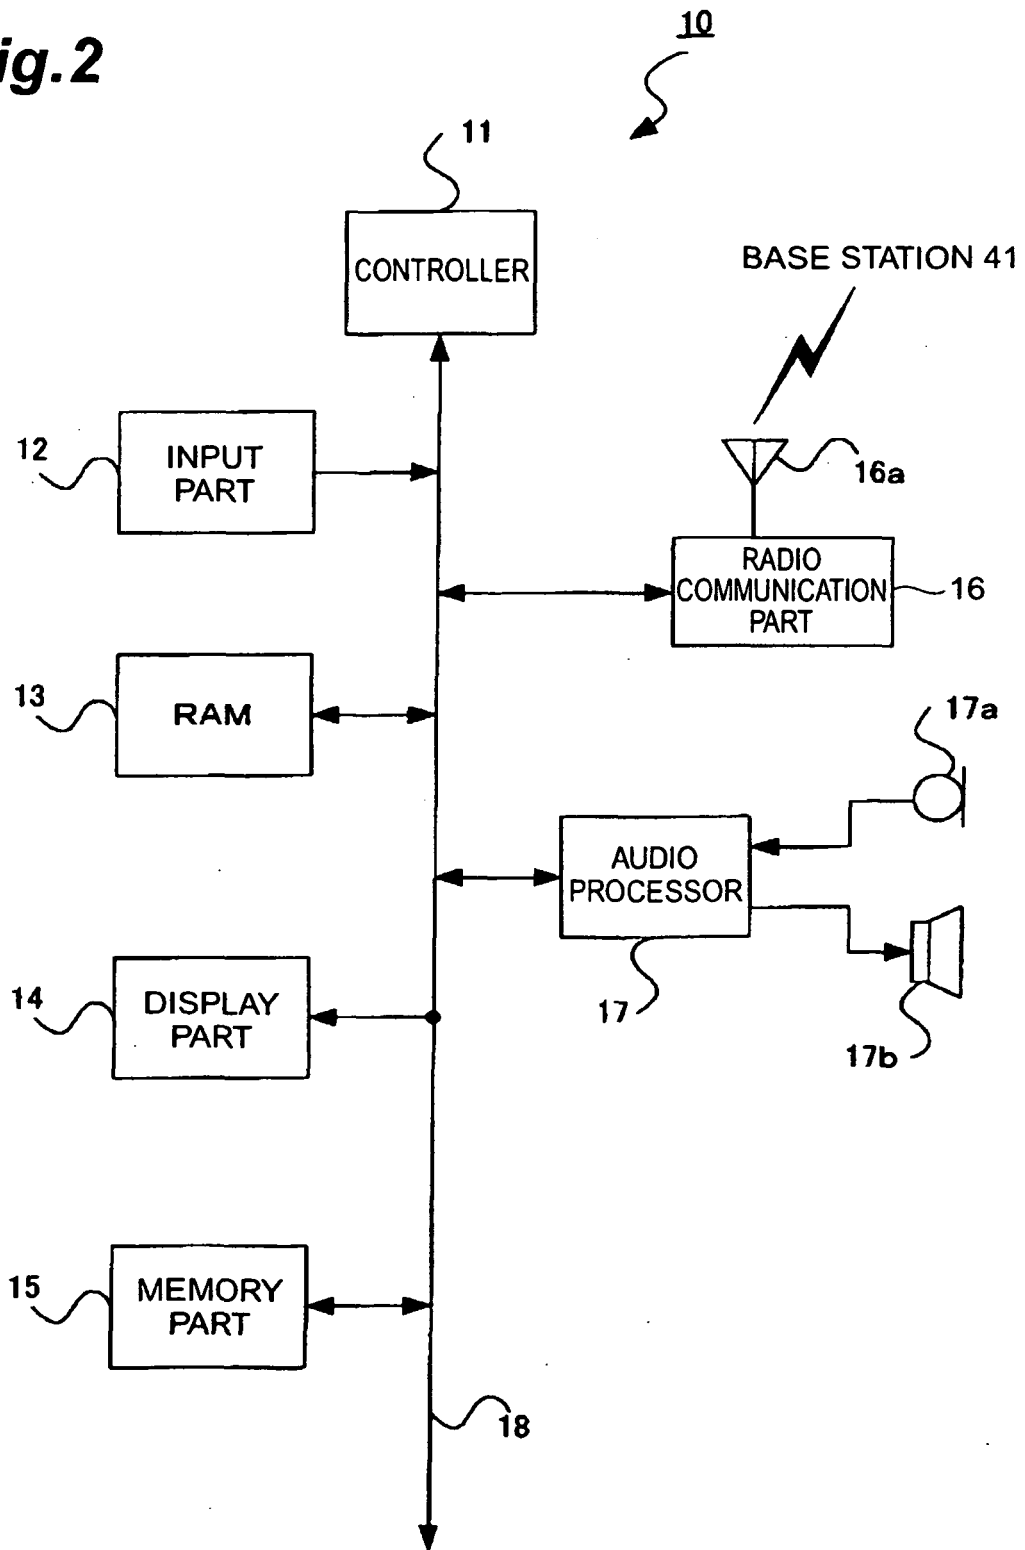 ig.2
10
11
CONTROLLER
BASE STATION 41
12
INPUT
PART
16a
RADIO
COMMUNICATION
PART
16
13
RAM
17a
AUDIO
PROCESSOR
17
14
DISPLAY
PART
17b
15
MEMORY
PART
18